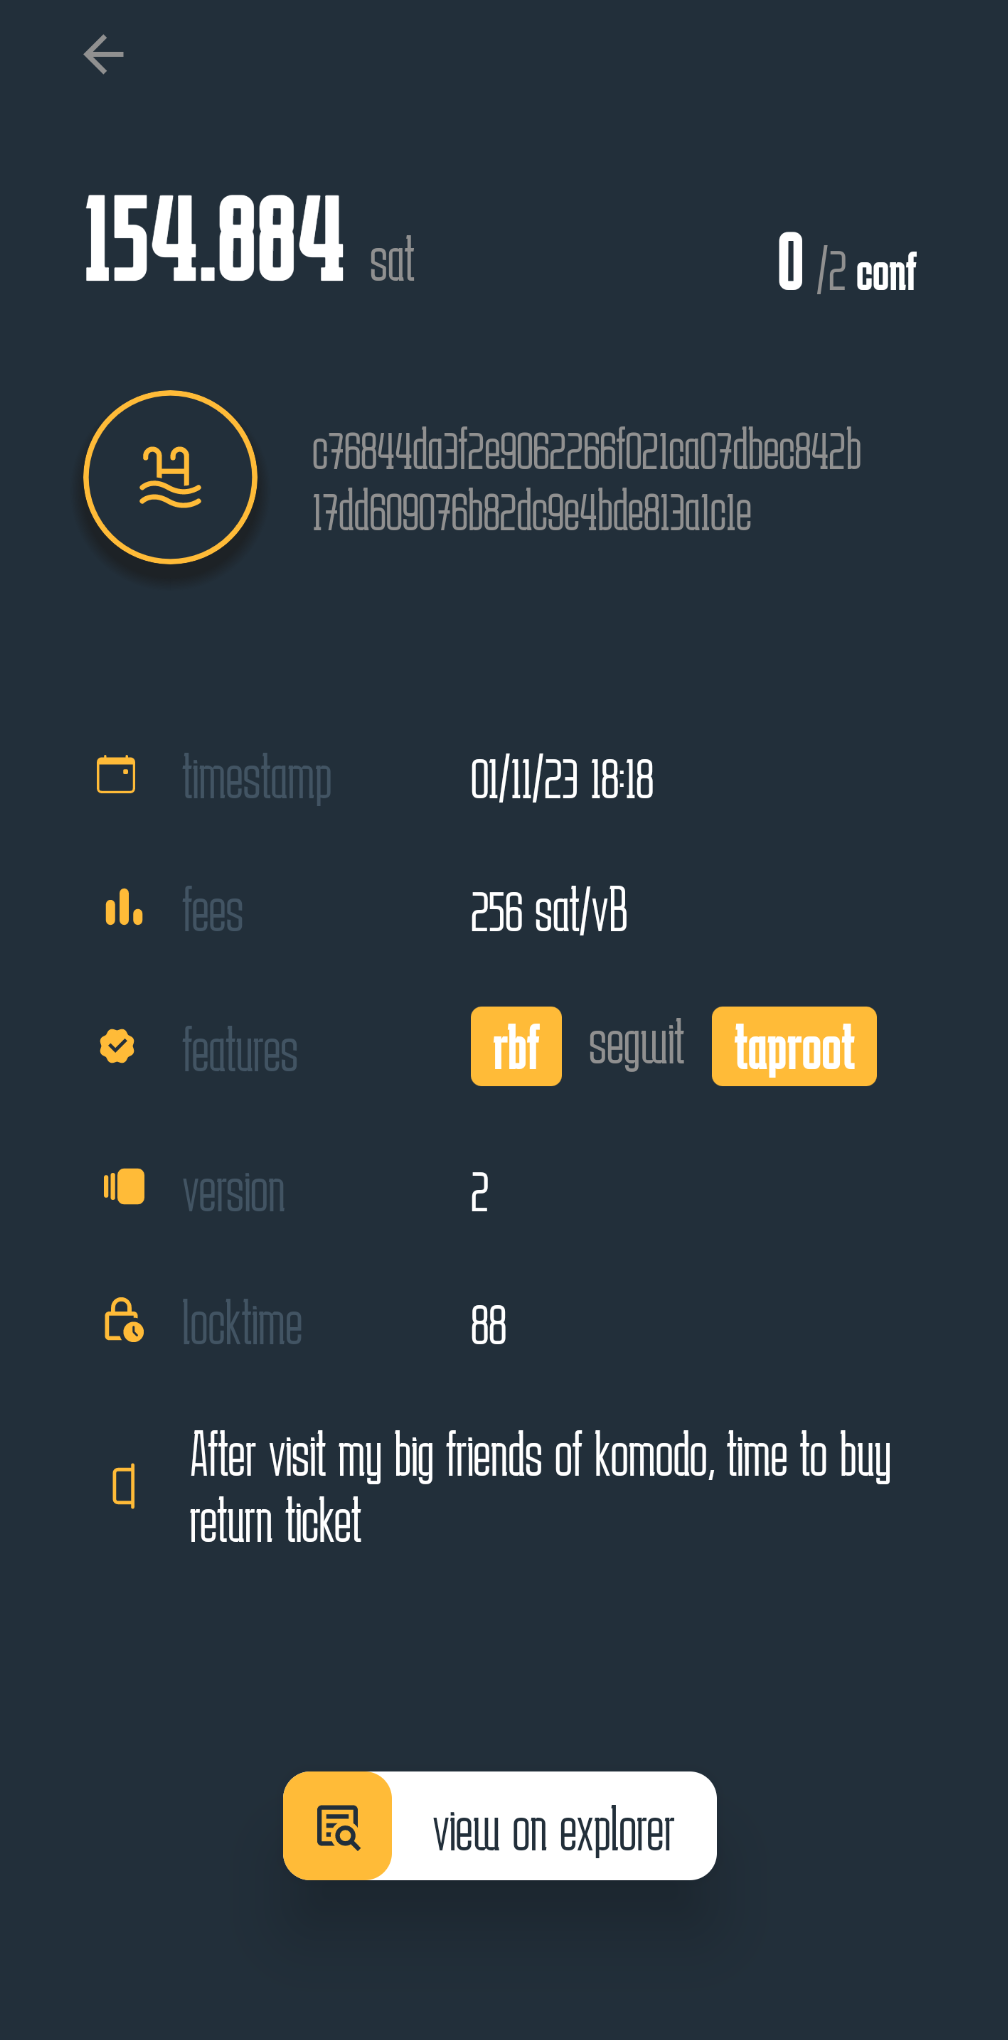 154.884 sat
0 /2 conf
c76844da3f2e9062266f021ca07dbec842b
17dd609076b82dc9e4bde813a1c1e
timestamp 01/11/23 18:18
fees 256 sat/vB
features rbf segwit taproot
version 2
locktime 88
After visit my big friends of komodo, time to buy
return ticket
view on explorer